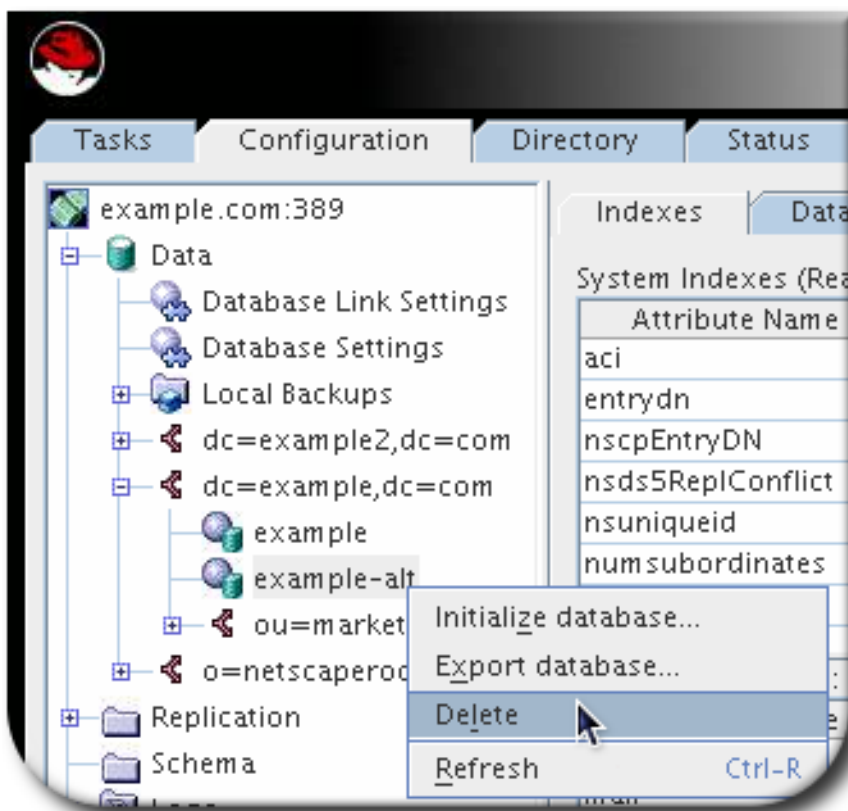 Tasks Configuration Directory Status
example.com:389
Data
Database Link Settings
Database Settings
Local Backups
dc=example2,dc=com
dc=example,dc=com
example
example-alt
ou=market
o=netscaperoo
Replication
Schema
Indexes Data
System Indexes (Rea
Attribute Name
aci
entrydn
nscpEntryDN
nsds5ReplConflict
nsuniqueid
numsubordinates
Initialize database...
Export database...
Delete
Refresh Ctrl-R